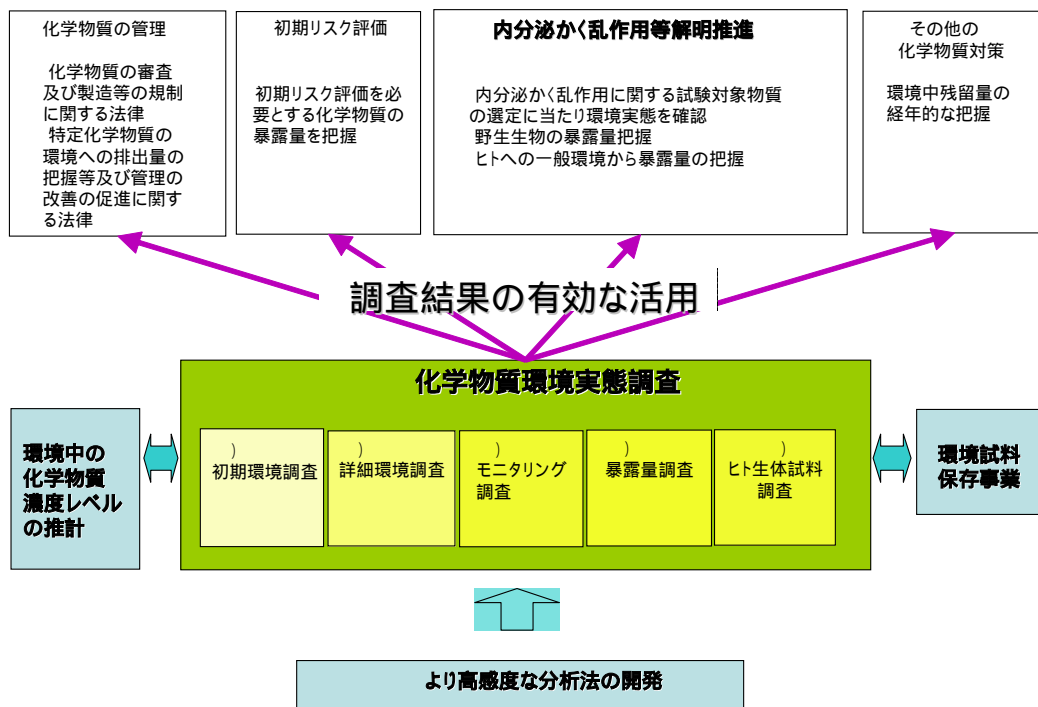 化学物質の管理
化学物質の審査
及び製造等の規制
に関する法律
特定化学物質の
環境への排出量の
把握等及び管理の
改善の促進に関す
る法律
初期リスク評価
初期リスク評価を必
要とする化学物質の
暴露量を把握
内分泌かく乱作用等解明推進
内分泌かく乱作用に関する試験対象物質
の選定に当たり環境実態を確認
野生生物の暴露量把握
ヒトへの一般環境から暴露量の把握
その他の
化学物質対策
環境中残留量の
経年的な把握
調査結果の有効な活用
化学物質環境実態調査
環境中の
化学物質
濃度レベル
の推計
)
初期環境調査
)
詳細環境調査
)
モニタリング
調査
)
暴露量調査
)
ヒト生体試料
調査
環境試料
保存事業
より高感度な分析法の開発